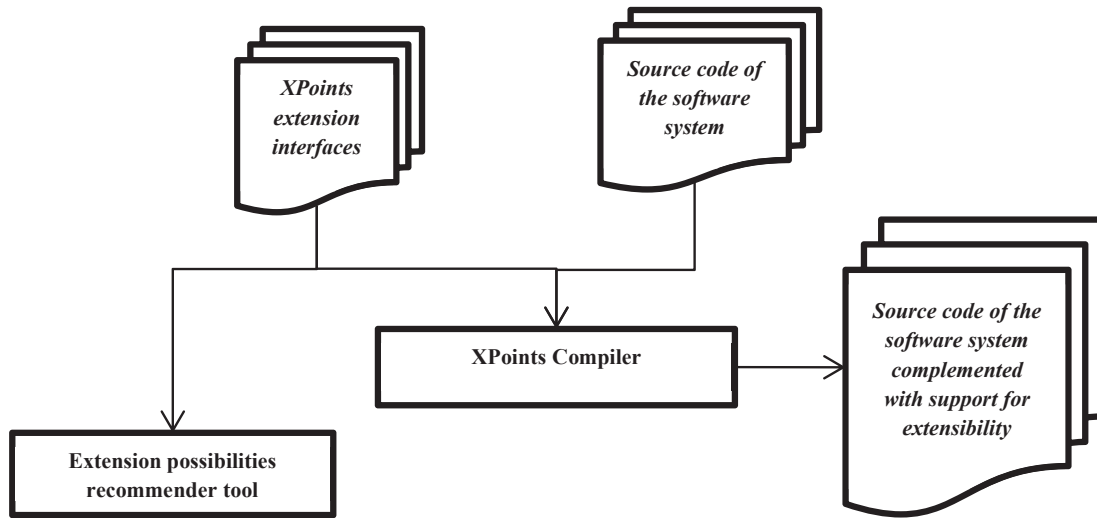 XPoints
extension
interfaces
Source code of
the software
system
XPoints Compiler
Source code of the
software system
complemented
with support for
extensibility
Extension possibilities
recommender tool